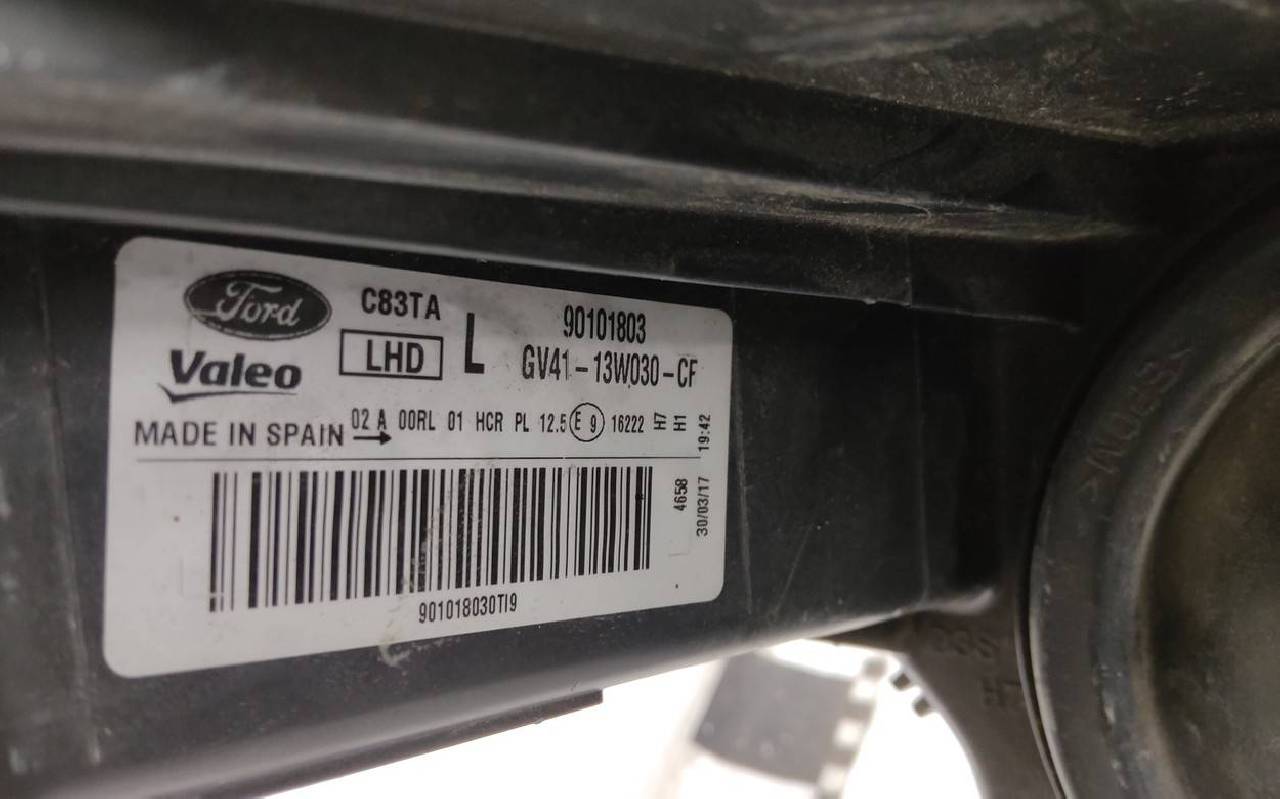 Ford
Valeo
C83TA
LHD
L
90101803
GV41-13W030-CF
MADE IN SPAIN
02 A 00RL 01 HCR PL 12.5 E 9 16222 H7 H1
19:42
4658
30/03/17
901018030TI9